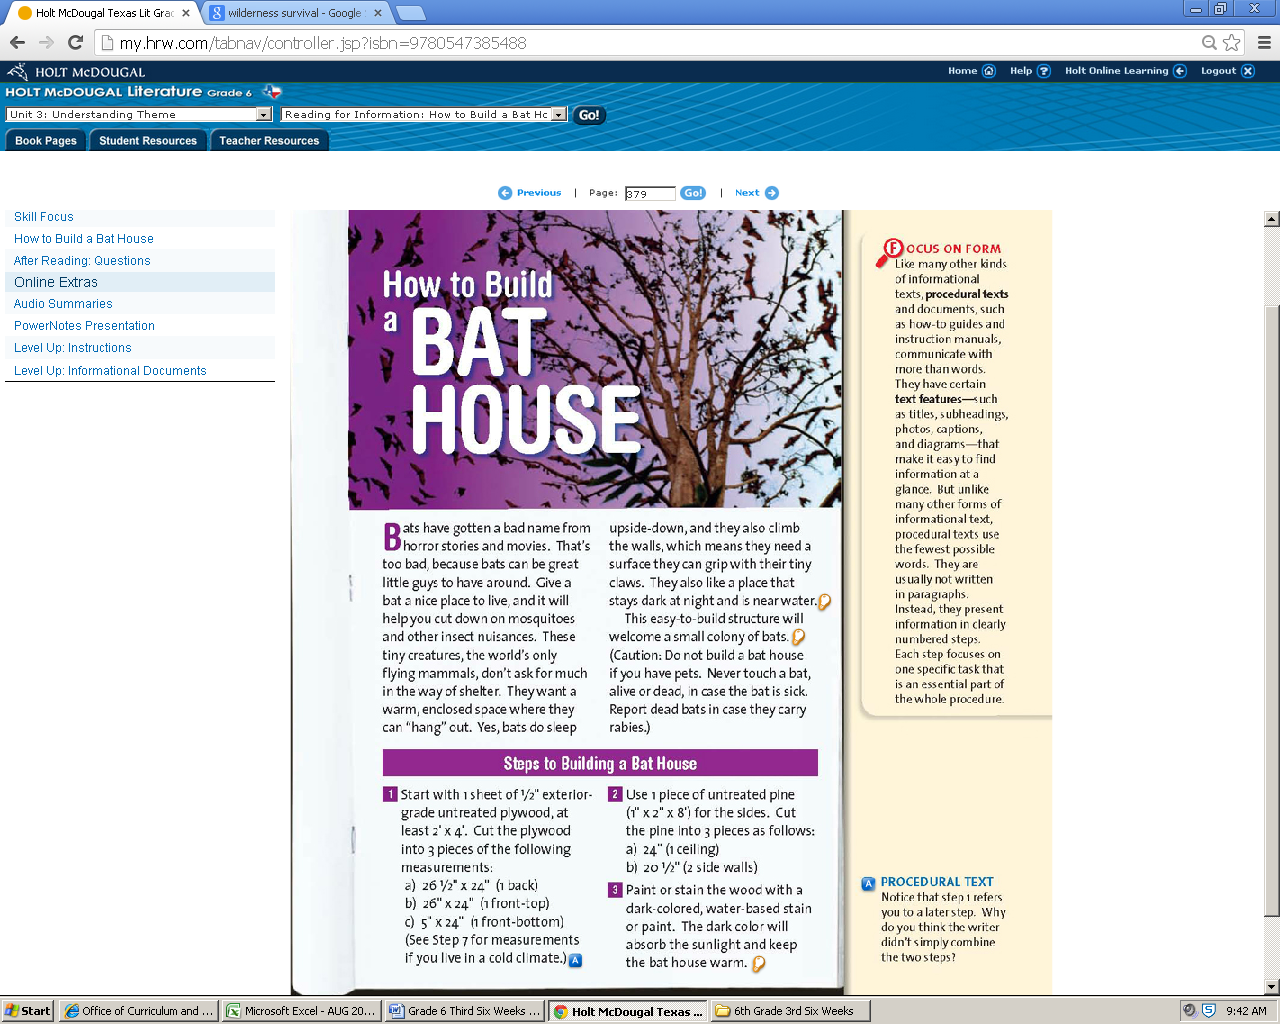 Holt McDougal Texas Lit Gra
wilderness survival - Google
my.hrw.com/tabnav/controller.jsp?isbn=9780547385488
HOLT McDOUGAL
Home
Help
Holt Online Learning
Logout
HOLT McDOUGAL Literature Grade 6
Unit 3: Understanding Theme
Reading for Information: How to Build a Bat Hc
Go!
Book Pages
Student Resources
Teacher Resources
Previous | Page: 379 Go! | Next
Skill Focus
How to Build a Bat House
After Reading: Questions
Online Extras
Audio Summaries
PowerNotes Presentation
Level Up: Instructions
Level Up: Informational Documents
How to Build
a BAT
HOUSE
Bats have gotten a bad name from
horror stories and movies. That's
too bad, because bats can be great
little guys to have around. Give a
bat a nice place to live, and it will
help you cut down on mosquitoes
and other insect nuisances. These
tiny creatures, the world's only
flying mammals, don't ask for much
in the way of shelter. They want a
warm, enclosed space where they
can "hang" out. Yes, bats do sleep
upside-down, and they also climb
the walls, which means they need a
surface they can grip with their tiny
claws. They also like a place that
stays dark at night and is near water.
This easy-to-build structure will
welcome a small colony of bats.
(Caution: Do not build a bat house
if you have pets. Never touch a bat,
alive or dead, in case the bat is sick.
Report dead bats in case they carry
rabies.)
Steps to Building a Bat House
1 Start with 1 sheet of 1/2" exterior-
grade untreated plywood, at
least 2' x 4'. Cut the plywood
into 3 pieces of the following
measurements:
a) 26 1/2" x 24" (1 back)
b) 26" x 24" (1 front-top)
c) 5" x 24" (1 front-bottom)
(See Step 7 for measurements
if you live in a cold climate.) A
2 Use 1 piece of untreated pine
(1" x 2" x 8') for the sides. Cut
the pine into 3 pieces as follows:
a) 24" (1 ceiling)
b) 20 1/2" (2 side walls)
3 Paint or stain the wood with a
dark-colored, water-based stain
or paint. The dark color will
absorb the sunlight and keep
the bat house warm.
FOCUS ON FORM
Like many other kinds
of informational
texts, procedural texts
and documents, such
as how-to guides and
instruction manuals,
communicate with
more than words.
They have certain
text features—such
as titles, subheadings,
photos, captions,
and diagrams—that
make it easy to find
information at a
glance. But unlike
many other forms of
informational text,
procedural texts use
the fewest possible
words. They are
usually not written
in paragraphs.
Instead, they present
information in clearly
numbered steps.
Each step focuses on
one specific task that
is an essential part of
the whole procedure.
A PROCEDURAL TEXT
Notice that step 1 refers
you to a later step. Why
do you think the writer
didn't simply combine
the two steps?
Start
Office of Curriculum and ...
Microsoft Excel - AUG 20...
Grade 6 Third Six Weeks ...
Holt McDougal Texas ...
6th Grade 3rd Six Weeks
9:42 AM